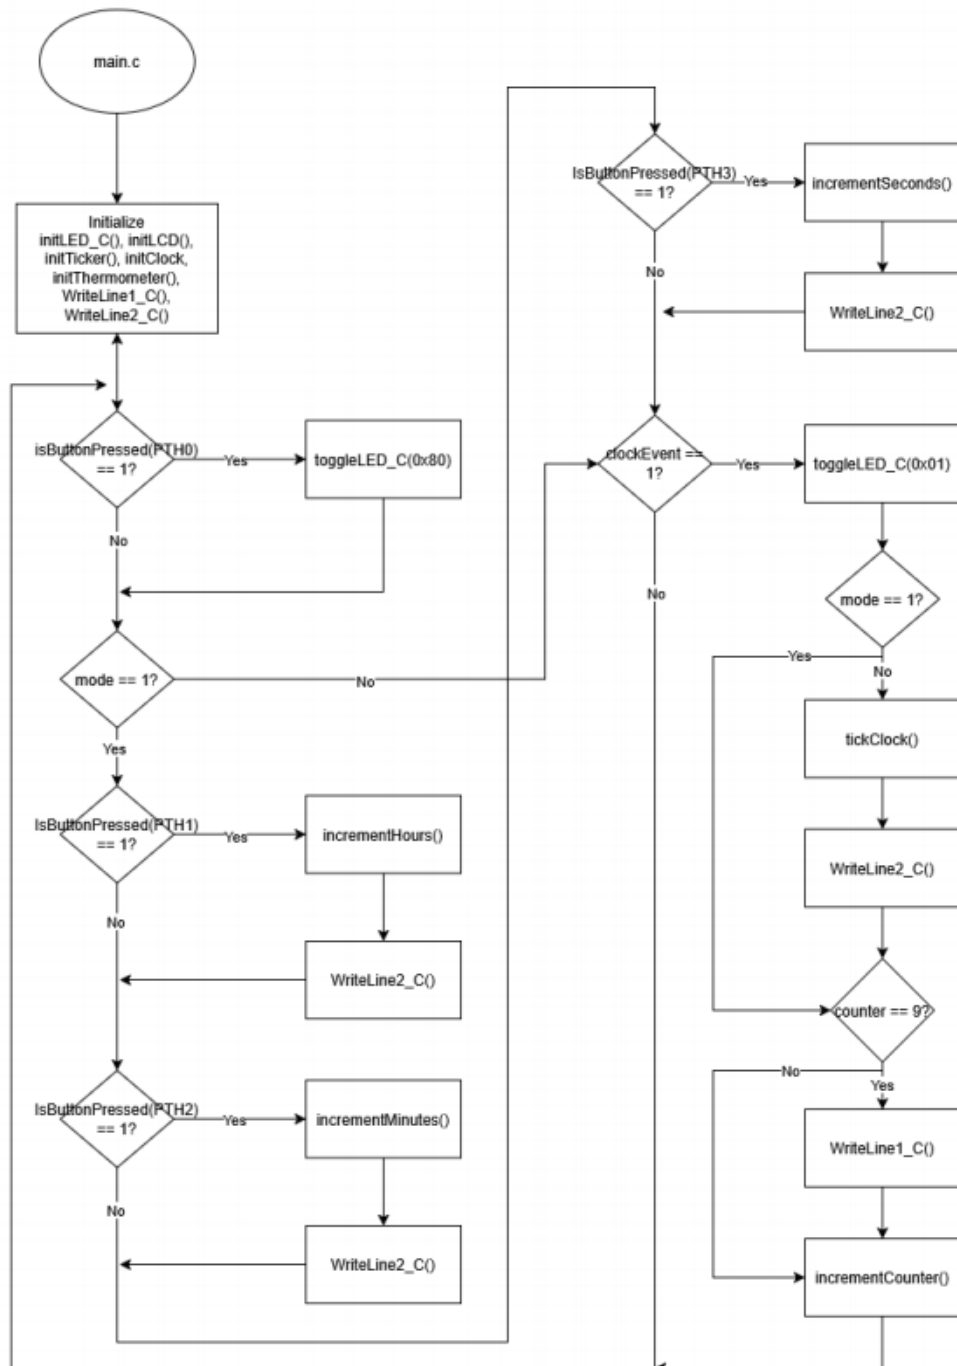 main.c
Initialize
initLED_C(), initLCD(),
initTicker(), initClock,
initThermometer(),
WriteLine1_C(),
WriteLine2_C()
isButtonPressed(PTH0)
== 1?
Yes
toggleLED_C(0x80)
No
mode == 1?
No
Yes
IsButtonPressed(PTH1)
== 1?
Yes
incrementHours()
No
WriteLine2_C()
IsButtonPressed(PTH2)
== 1?
Yes
incrementMinutes()
No
WriteLine2_C()
IsButtonPressed(PTH3)
== 1?
Yes
incrementSeconds()
No
WriteLine2_C()
clockEvent ==
1?
Yes
toggleLED_C(0x01)
No
mode == 1?
Yes
No
tickClock()
WriteLine2_C()
counter == 9?
No
Yes
WriteLine1_C()
incrementCounter()